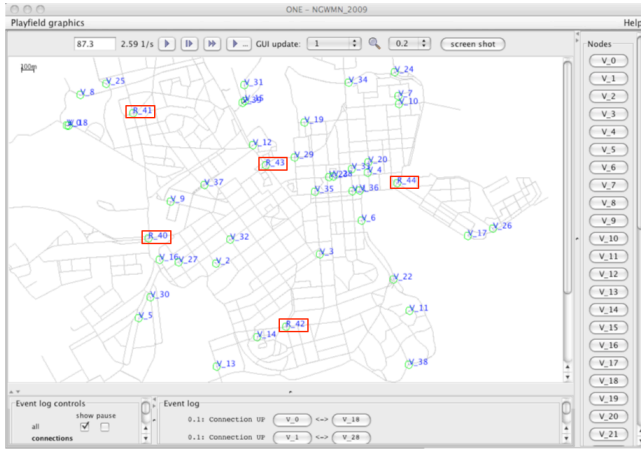 ONE – NGWMN_2009
Playfield graphics
Help
87.3
2.59 1/s
GUI update:
1
0.2
screen shot
100m
V_25
V_8
R_41
V_31
V_34
V_24
V_7
V_10
V_19
V_12
V_29
R_43
V_20
V_4
R_44
V_37
V_35
V_36
V_9
V_6
V_26
V_17
R_40
V_32
V_3
V_16
V_27
V_2
V_22
V_30
V_5
V_11
R_42
V_14
V_13
V_38
Nodes
V_0
V_1
V_2
V_3
V_4
V_5
V_6
V_7
V_8
V_9
V_10
V_11
V_12
V_13
V_14
V_15
V_16
V_17
V_18
V_19
V_20
V_21
Event log controls
show pause
all
connections
Event log
0.1: Connection UP V_0 <-> V_18
0.1: Connection UP V_1 <-> V_28